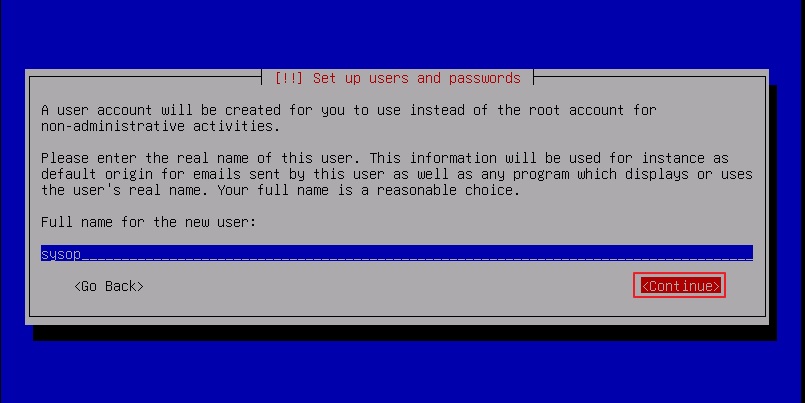 [!!] Set up users and passwords
A user account will be created for you to use instead of the root account for
non-administrative activities.
Please enter the real name of this user. This information will be used for instance as
default origin for emails sent by this user as well as any program which displays or uses
the user's real name. Your full name is a reasonable choice.
Full name for the new user:
sysop
<Go Back> <Continue>